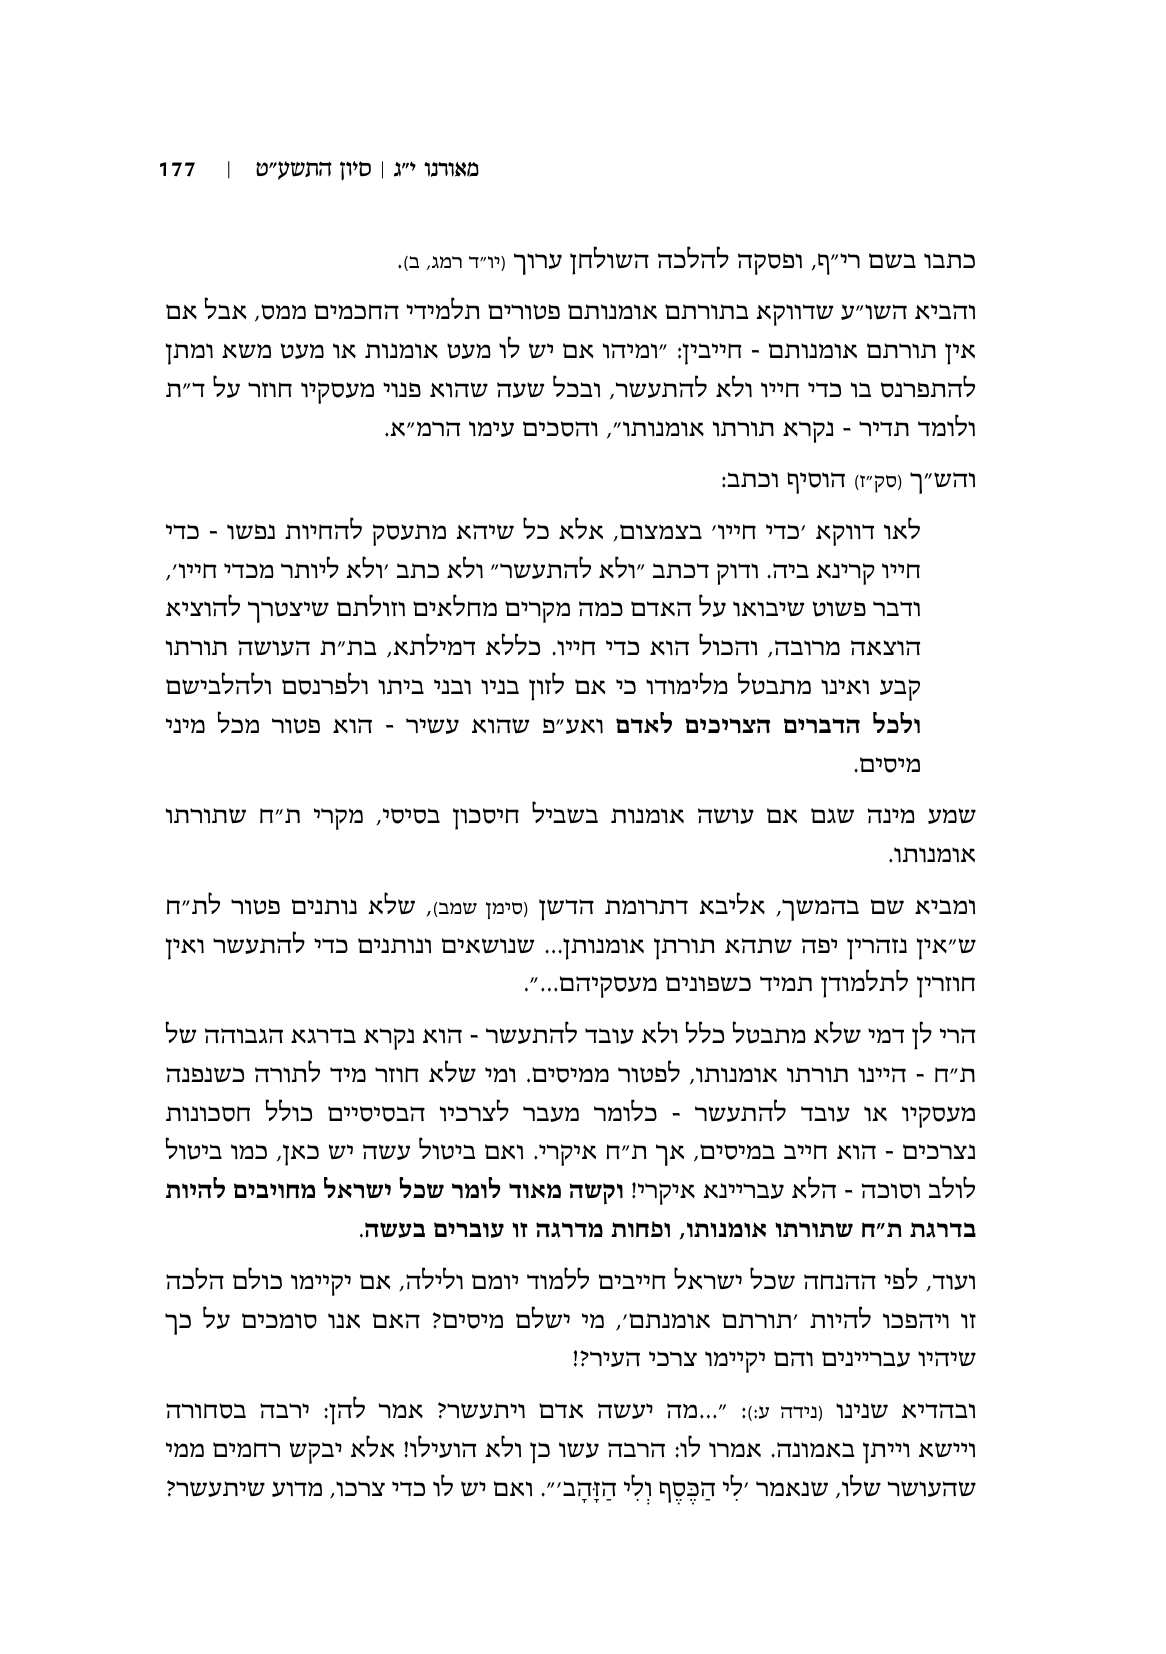 מאורנו י״ג | סיון התשע״ט | 177
כתבו בשם רי״ף, ופסקה להלכה השולחן ערוך (יו״ד רמג, ב).
והביא השו״ע שדווקא בתורתם אומנותם פטורים תלמידי החכמים ממס, אבל אם
אין תורתם אומנותם - חייבין: ״ומיהו אם יש לו מעט אומנות או מעט משא ומתן
להתפרנס בו כדי חייו ולא להתעשר, ובכל שעה שהוא פנוי מעסקיו חוזר על ד״ת
ולומד תדיר - נקרא תורתו אומנותו״, והסכים עימו הרמ״א.
והש״ך (סק״ז) הוסיף וכתב:
לאו דווקא ׳כדי חייו׳ בצמצום, אלא כל שיהא מתעסק להחיות נפשו - כדי
חייו קרינא ביה. ודוק דכתב ״ולא להתעשר״ ולא כתב ׳ולא ליותר מכדי חייו׳,
ודבר פשוט שיבואו על האדם כמה מקרים מחלאים וזולתם שיצטרך להוציא
הוצאה מרובה, והכול הוא כדי חייו. כללא דמילתא, בת״ת העושה תורתו
קבע ואינו מתבטל מלימודו כי אם לזון בניו ובני ביתו ולפרנסם ולהלבישם
ולכל הדברים הצריכים לאדם ואע״פ שהוא עשיר - הוא פטור מכל מיני
מיסים.
שמע מינה שגם אם עושה אומנות בשביל חיסכון בסיסי, מקרי ת״ח שתורתו
אומנותו.
ומביא שם בהמשך, אליבא דתרומת הדשן (סימן שמב), שלא נותנים פטור לת״ח
ש״אין נזהרין יפה שתהא תורתן אומנותן... שנושאים ונותנים כדי להתעשר ואין
חוזרין לתלמודן תמיד כשפונים מעסקיהם...״.
הרי לן דמי שלא מתבטל כלל ולא עובד להתעשר - הוא נקרא בדרגא הגבוהה של
ת״ח - היינו תורתו אומנותו, לפטור ממיסים. ומי שלא חוזר מיד לתורה כשנפנה
מעסקיו או עובד להתעשר - כלומר מעבר לצרכיו הבסיסיים כולל חסכונות
נצרכים - הוא חייב במיסים, אך ת״ח איקרי. ואם ביטול עשה יש כאן, כמו ביטול
לולב וסוכה - הלא עבריינא איקרי! וקשה מאוד לומר שכל ישראל מחויבים להיות
בדרגת ת״ח שתורתו אומנותו, ופחות מדרגה זו עוברים בעשה.
ועוד, לפי ההנחה שכל ישראל חייבים ללמוד יומם ולילה, אם יקיימו כולם הלכה
זו ויהפכו להיות ׳תורתם אומנתם׳, מי ישלם מיסים? האם אנו סומכים על כך
שיהיו עבריינים והם יקיימו צרכי העיר?!
ובהדיא שנינו (נידה ע:): ״...מה יעשה אדם ויתעשר? אמר להן: ירבה בסחורה
ויישא וייתן באמונה. אמרו לו: הרבה עשו כן ולא הועילו! אלא יבקש רחמים ממי
שהעושר שלו, שנאמר ׳לִי הַכֶּסֶף וְלִי הַזָּהָב׳״. ואם יש לו כדי צרכו, מדוע שיתעשר?